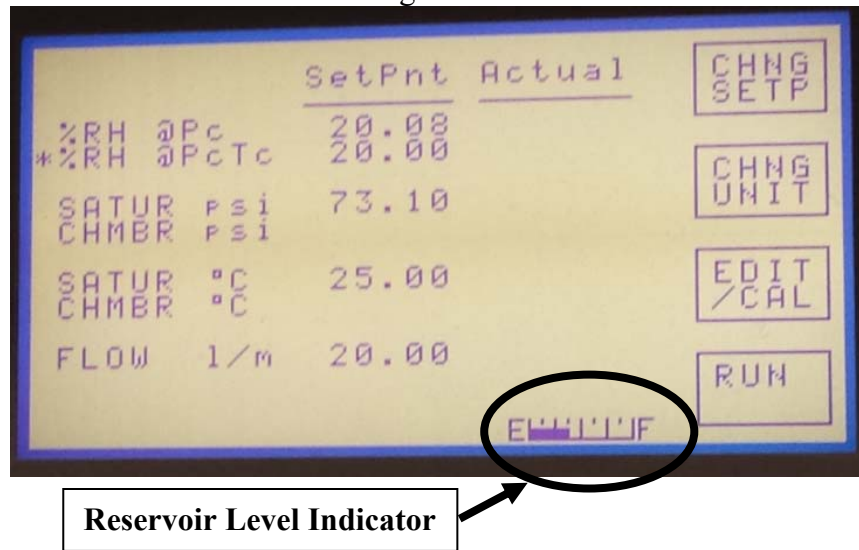 SetPnt Actual
%RH @Pc 20.08
*%RH @PcTc 20.00
SATUR psi 73.10
CHMBR psi
SATUR °C 25.00
CHMBR °C
FLOW l/m 20.00
E F
CHNG
SETP
CHNG
UNIT
EDIT
/CAL
RUN
Reservoir Level Indicator